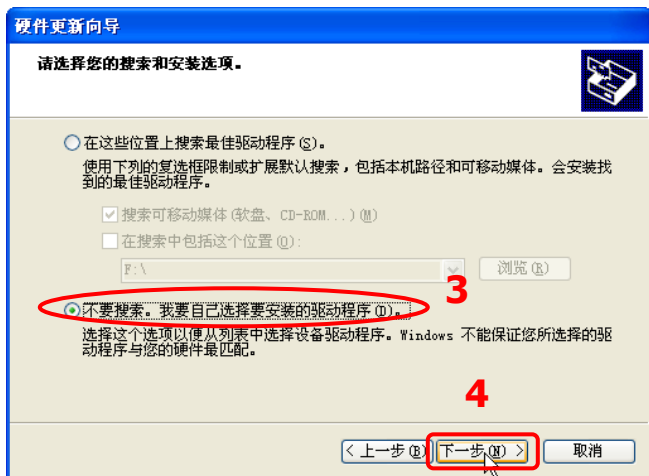 硬件更新向导
请选择您的搜索和安装选项。
在这些位置上搜索最佳驱动程序(S)。
使用下列的复选框限制或扩展默认搜索，包括本机路径和可移动媒体。会安装找
到的最佳驱动程序。
搜索可移动媒体(软盘、CD-ROM...)(M)
在搜索中包括这个位置(O):
F:\
浏览(R)
3
不要搜索。我要自己选择要安装的驱动程序(D)。
选择这个选项以便从列表中选择设备驱动程序。Windows 不能保证您所选择的驱
动程序与您的硬件最匹配。
4
< 上一步(B)
下一步(N) >
取消